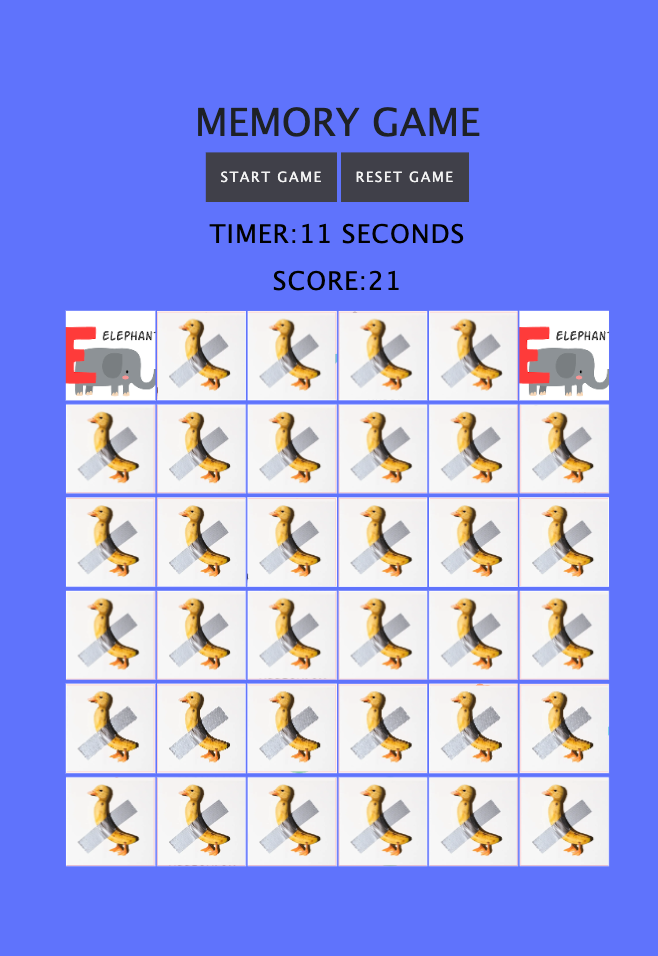 MEMORY GAME
START GAME RESET GAME
TIMER:11 SECONDS
SCORE:21
E ELEPHANT E ELEPHANT